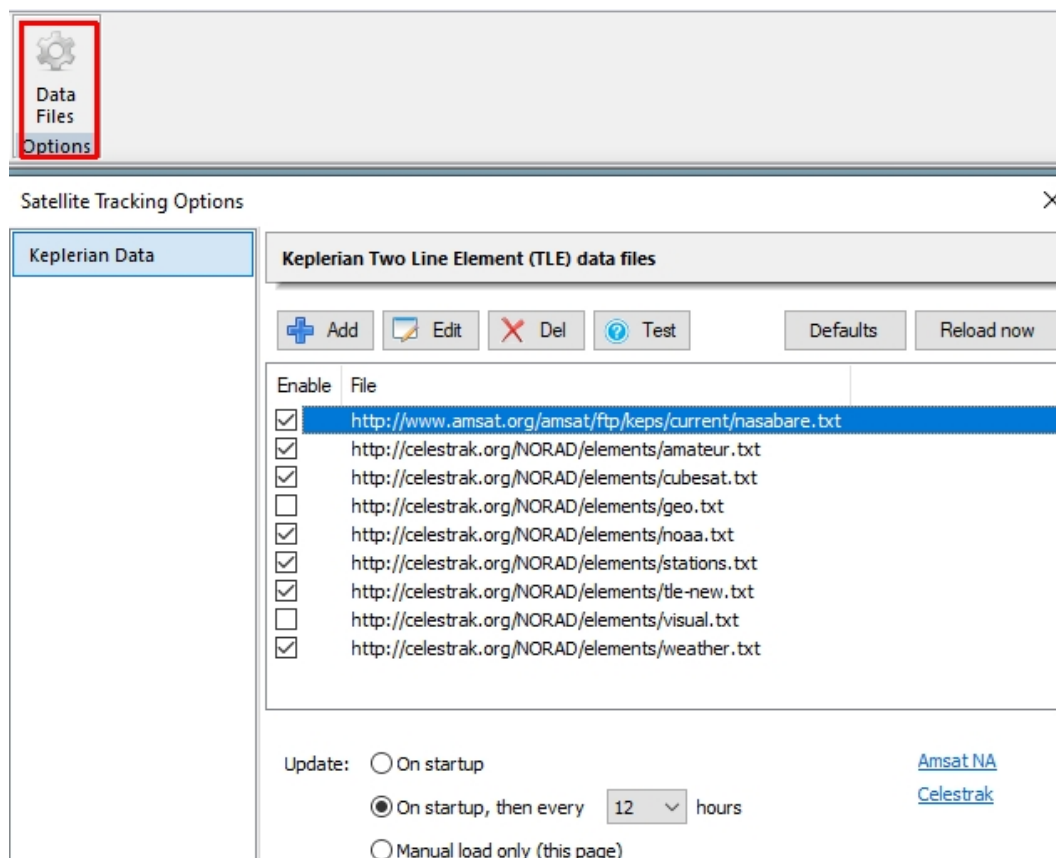 Data
Files
Options
Satellite Tracking Options
Keplerian Data
Keplerian Two Line Element (TLE) data files
Add Edit Del Test Defaults Reload now
Enable File
http://www.amsat.org/amsat/ftp/keps/current/nasabare.txt
http://celestrak.org/NORAD/elements/amateur.txt
http://celestrak.org/NORAD/elements/cubesat.txt
http://celestrak.org/NORAD/elements/geo.txt
http://celestrak.org/NORAD/elements/noaa.txt
http://celestrak.org/NORAD/elements/stations.txt
http://celestrak.org/NORAD/elements/tle-new.txt
http://celestrak.org/NORAD/elements/visual.txt
http://celestrak.org/NORAD/elements/weather.txt
Update: On startup Amsat NA
On startup, then every 12 hours Celestrak
Manual load only (this page)